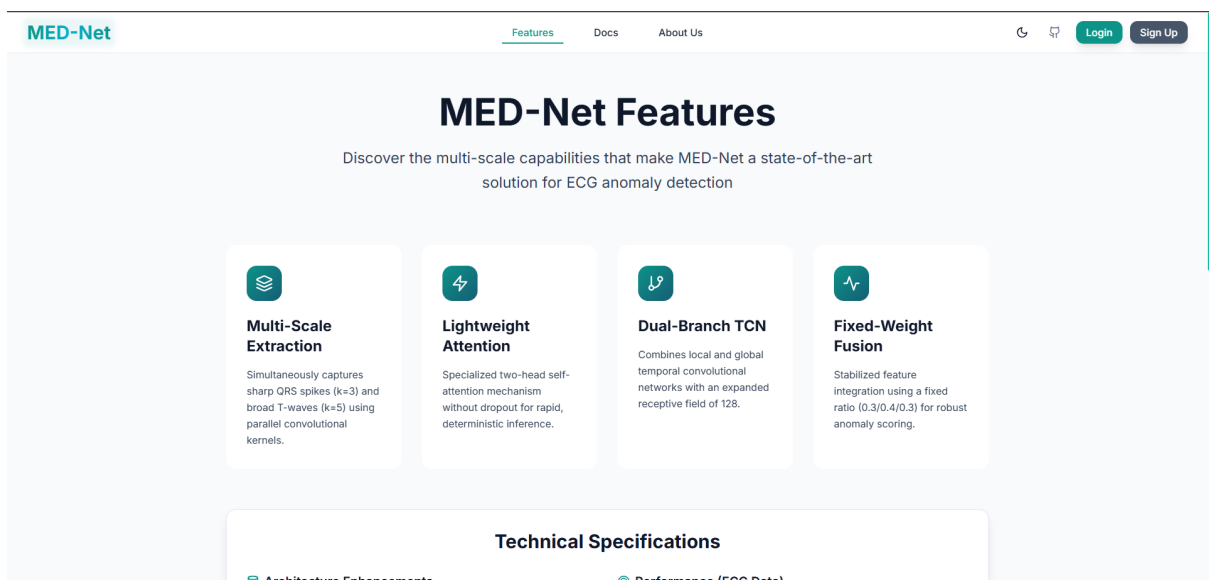 MED-Net
Features
Docs
About Us
Login
Sign Up
MED-Net Features
Discover the multi-scale capabilities that make MED-Net a state-of-the-art
solution for ECG anomaly detection
Multi-Scale
Extraction
Simultaneously captures
sharp QRS spikes (k=3) and
broad T-waves (k=5) using
parallel convolutional
kernels.
Lightweight
Attention
Specialized two-head self-
attention mechanism
without dropout for rapid,
deterministic inference.
Dual-Branch TCN
Combines local and global
temporal convolutional
networks with an expanded
receptive field of 128.
Fixed-Weight
Fusion
Stabilized feature
integration using a fixed
ratio (0.3/0.4/0.3) for robust
anomaly scoring.
Technical Specifications
Architecture Enhancements
Performance (ECG Data)